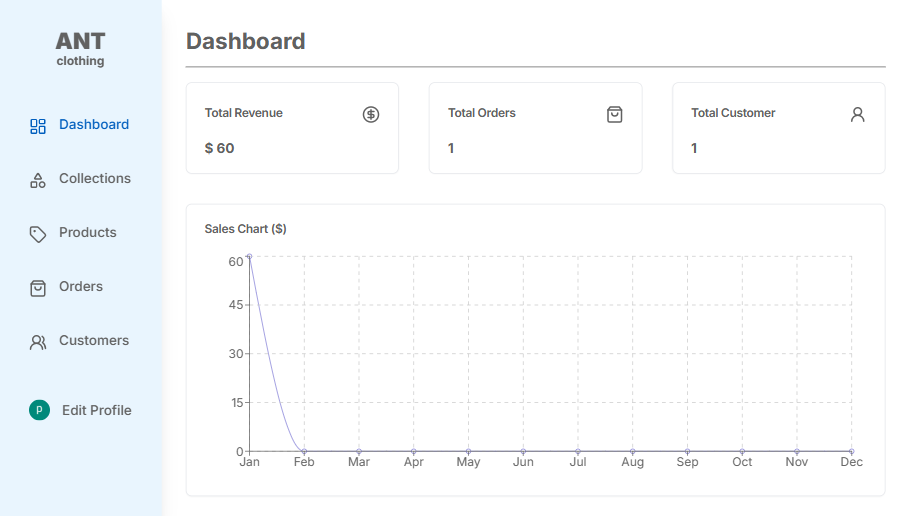 ANT
clothing
Dashboard
Collections
Products
Orders
Customers
p
Edit Profile
Dashboard
Total Revenue
$ 60
Total Orders
1
Total Customer
1
Sales Chart ($)
60
45
30
15
0
Jan Feb Mar Apr May Jun Jul Aug Sep Oct Nov Dec